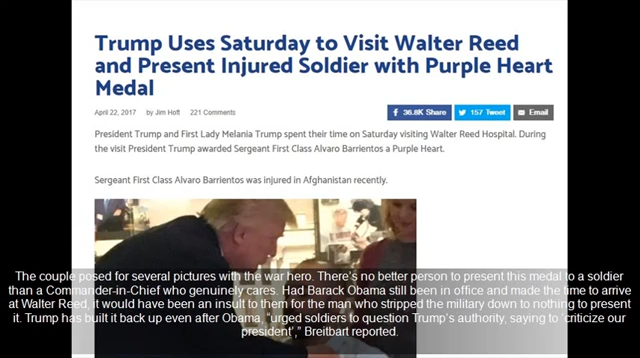 Trump Uses Saturday to Visit Walter Reed
and Present Injured Soldier with Purple Heart
Medal
April 22, 2017 by Jim Hoft 221 Comments
36.8K Share 157 Tweet Email
President Trump and First Lady Melania Trump spent their time on Saturday visiting Walter Reed Hospital. During
the visit President Trump awarded Sergeant First Class Alvaro Barrientos a Purple Heart.
Sergeant First Class Alvaro Barrientos was injured in Afghanistan recently.
The couple posed for several pictures with the war hero. There's no better person to present this medal to a soldier
than a Commander-in-Chief who genuinely cares. Had Barack Obama still been in office and made the time to arrive
at Walter Reed, it would have been an insult to them for the man who stripped the military down to nothing to present
it. Trump has built it back up even after Obama, “urged soldiers to question Trump's authority, saying to ‘criticize our
president’,” Breitbart reported.